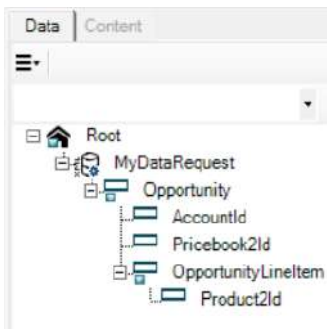 Data Content
Root
MyDataRequest
Opportunity
AccountId
Pricebook2Id
OpportunityLineItem
Product2Id